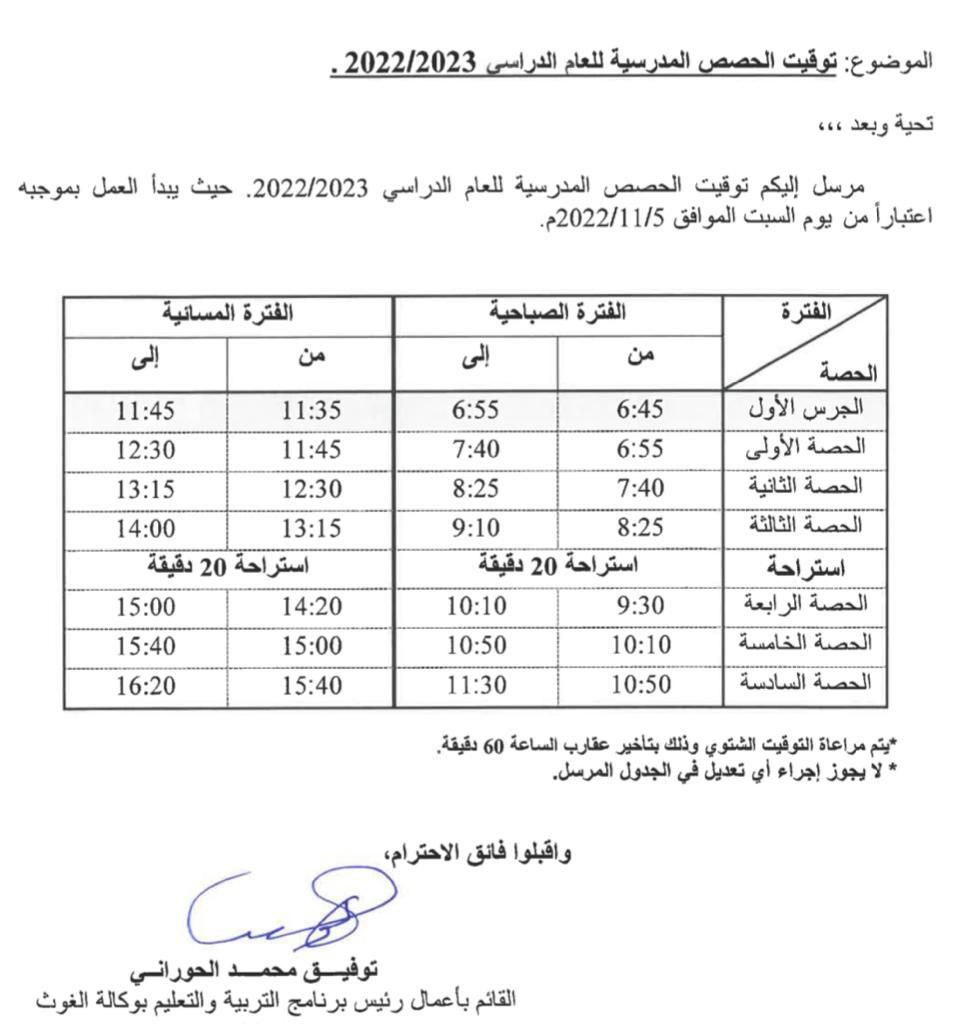 الموضوع: توقيت الحصص المدرسية للعام الدراسي 2022/2023 .
تحية وبعد ،،،
مرسل إليكم توقيت الحصص المدرسية للعام الدراسي 2022/2023. حيث يبدأ العمل بموجبه
اعتباراً من يوم السبت الموافق 2022/11/5م.
الفترة الفترة الصباحية الفترة المسائية
الحصة من إلى من إلى
الجرس الأول 6:45 6:55 11:35 11:45
الحصة الأولى 6:55 7:40 11:45 12:30
الحصة الثانية 7:40 8:25 12:30 13:15
الحصة الثالثة 8:25 9:10 13:15 14:00
استراحة استراحة 20 دقيقة استراحة 20 دقيقة
الحصة الرابعة 9:30 10:10 14:20 15:00
الحصة الخامسة 10:10 10:50 15:00 15:40
الحصة السادسة 10:50 11:30 15:40 16:20
*يتم مراعاة التوقيت الشتوي وذلك بتأخير عقارب الساعة 60 دقيقة.
* لا يجوز إجراء أي تعديل في الجدول المرسل.
واقبلوا فائق الاحترام،
توفيـــق محمـــد الحورانـــي
القائم بأعمال رئيس برنامج التربية والتعليم بوكالة الغوث